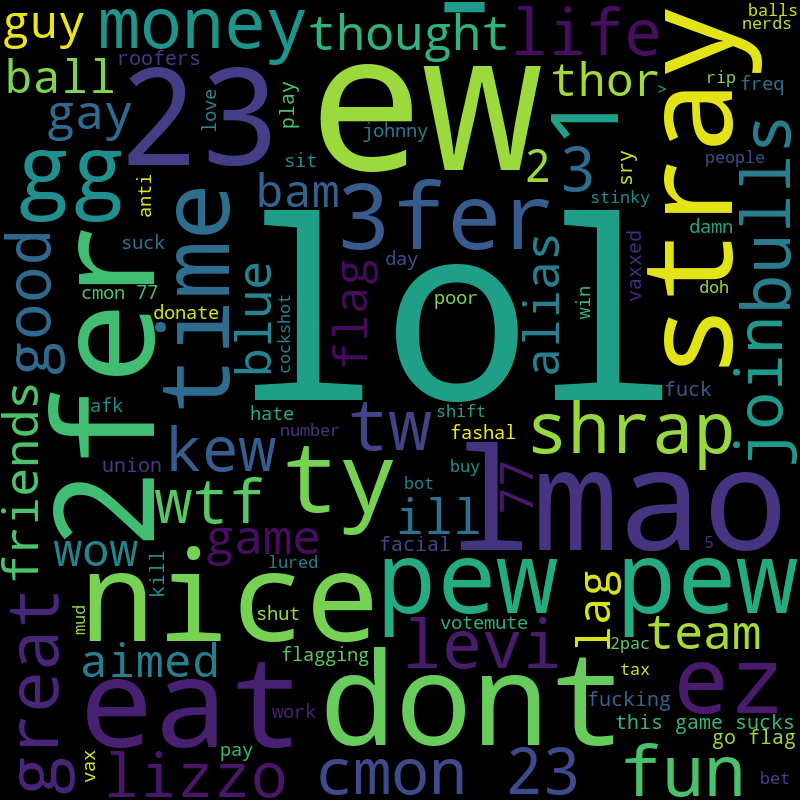 guy
money
thought
life
balls
nerds
ball
roofers
23
ew
thor
>
rip
freq
stray
gay
love
play
johnny
1
gg
sit
2
3
sry
people
bulls
anti
time
bam
3fer
stinky
damn
good
2fer
suck
blue
flag
day
alias
vaxxed
join
cmon 77
donate
cockshot
lol
poor
win
doh
friends
afk
hate
tw
shift
shrap
fuck
union
kew
number
fashal
wtf
ty
bot
buy
77
lmao
wow
game
ill
facial
5
kill
lured
nice
pew pew
lag
great
mud
shut
votemute
2pac
team
aimed
flagging
levi
tax
ez
eat
work
dont
fucking
this game sucks
go flag
vax
pay
lizzo
cmon 23
fun
bet